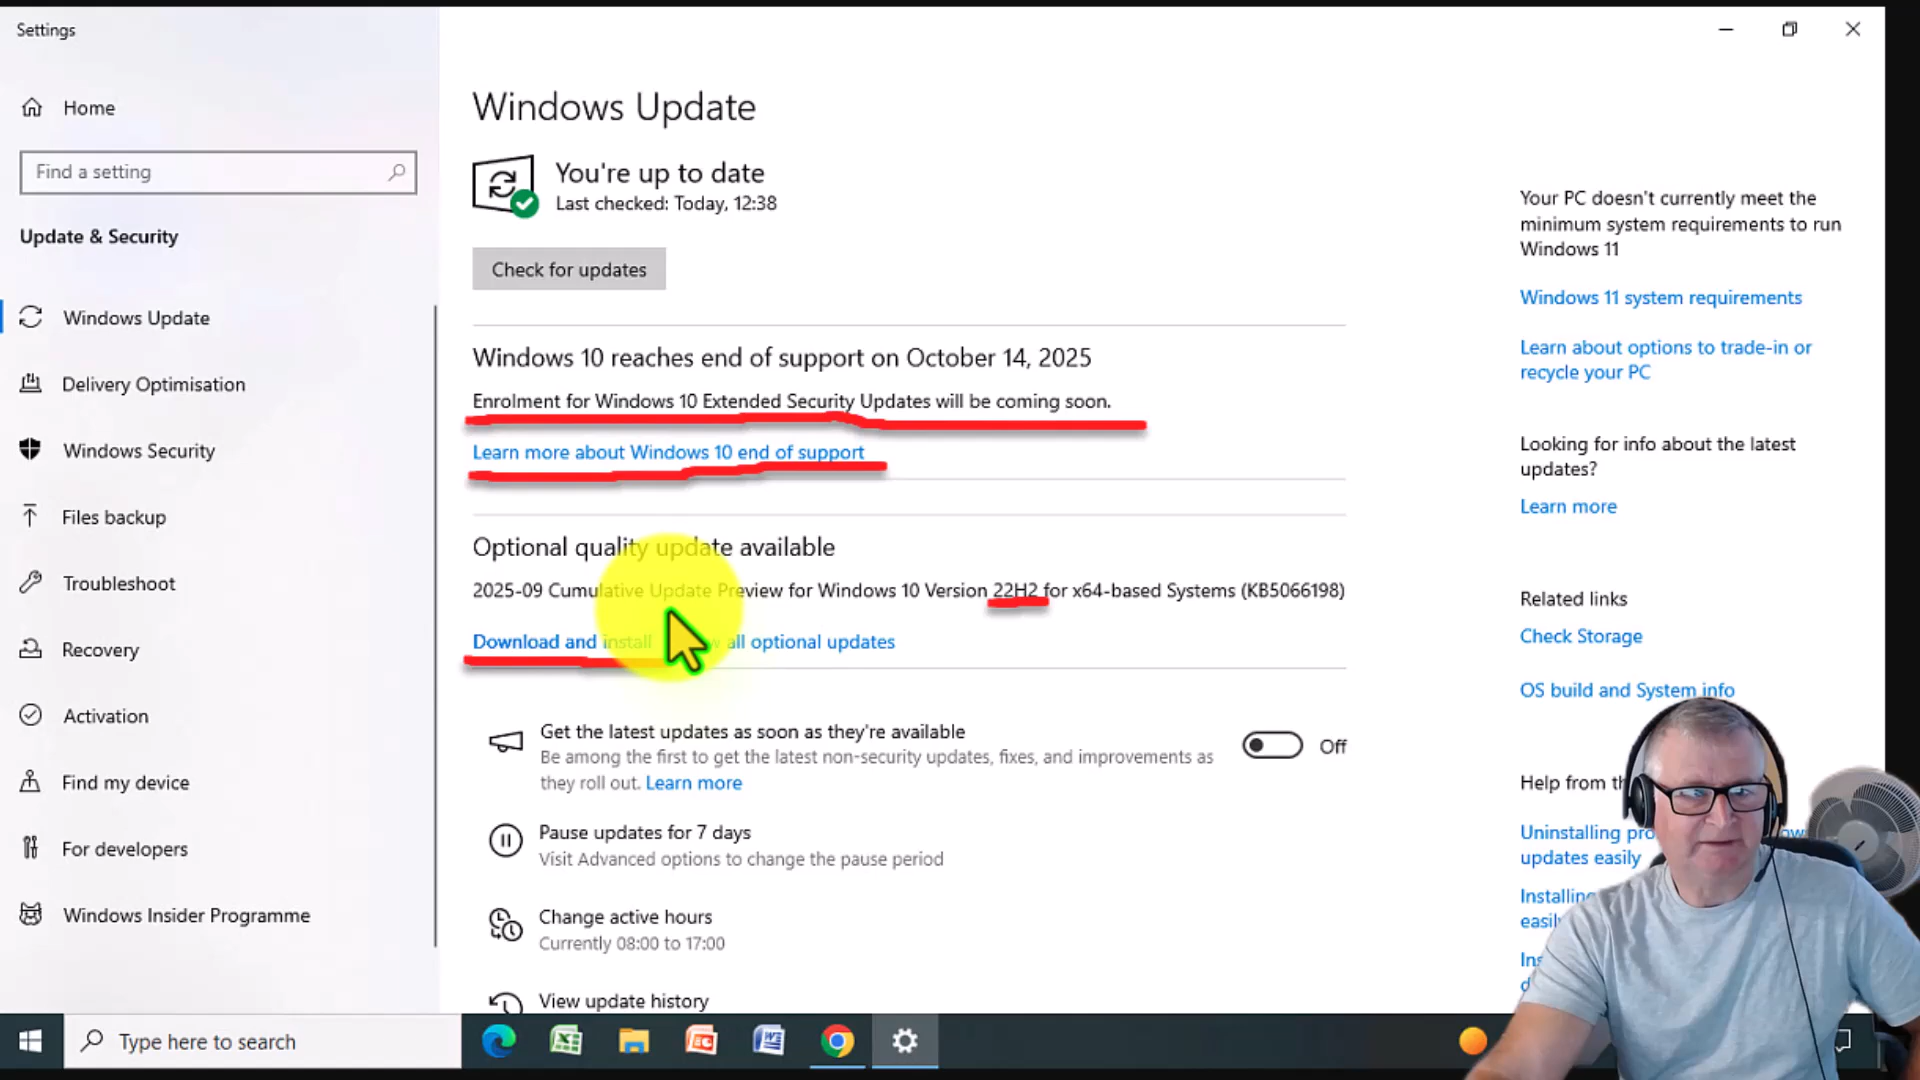 Settings
Home
Find a setting
Update & Security
Windows Update
Delivery Optimisation
Windows Security
Files backup
Troubleshoot
Recovery
Activation
Find my device
For developers
Windows Insider Programme
Windows Update
You're up to date
Last checked: Today, 12:38
Check for updates
Windows 10 reaches end of support on October 14, 2025
Enrolment for Windows 10 Extended Security Updates will be coming soon.
Learn more about Windows 10 end of support
Optional quality update available
2025-09 Cumulative Update Preview for Windows 10 Version 22H2 for x64-based Systems (KB5066198)
Download and install all optional updates
Get the latest updates as soon as they're available
Be among the first to get the latest non-security updates, fixes, and improvements as
they roll out. Learn more
Off
Pause updates for 7 days
Visit Advanced options to change the pause period
Change active hours
Currently 08:00 to 17:00
View update history
Your PC doesn't currently meet the
minimum system requirements to run
Windows 11
Windows 11 system requirements
Learn about options to trade-in or
recycle your PC
Looking for info about the latest
updates?
Learn more
Related links
Check Storage
OS build and System info
Help from
Uninstalling
updates easily
Type here to search